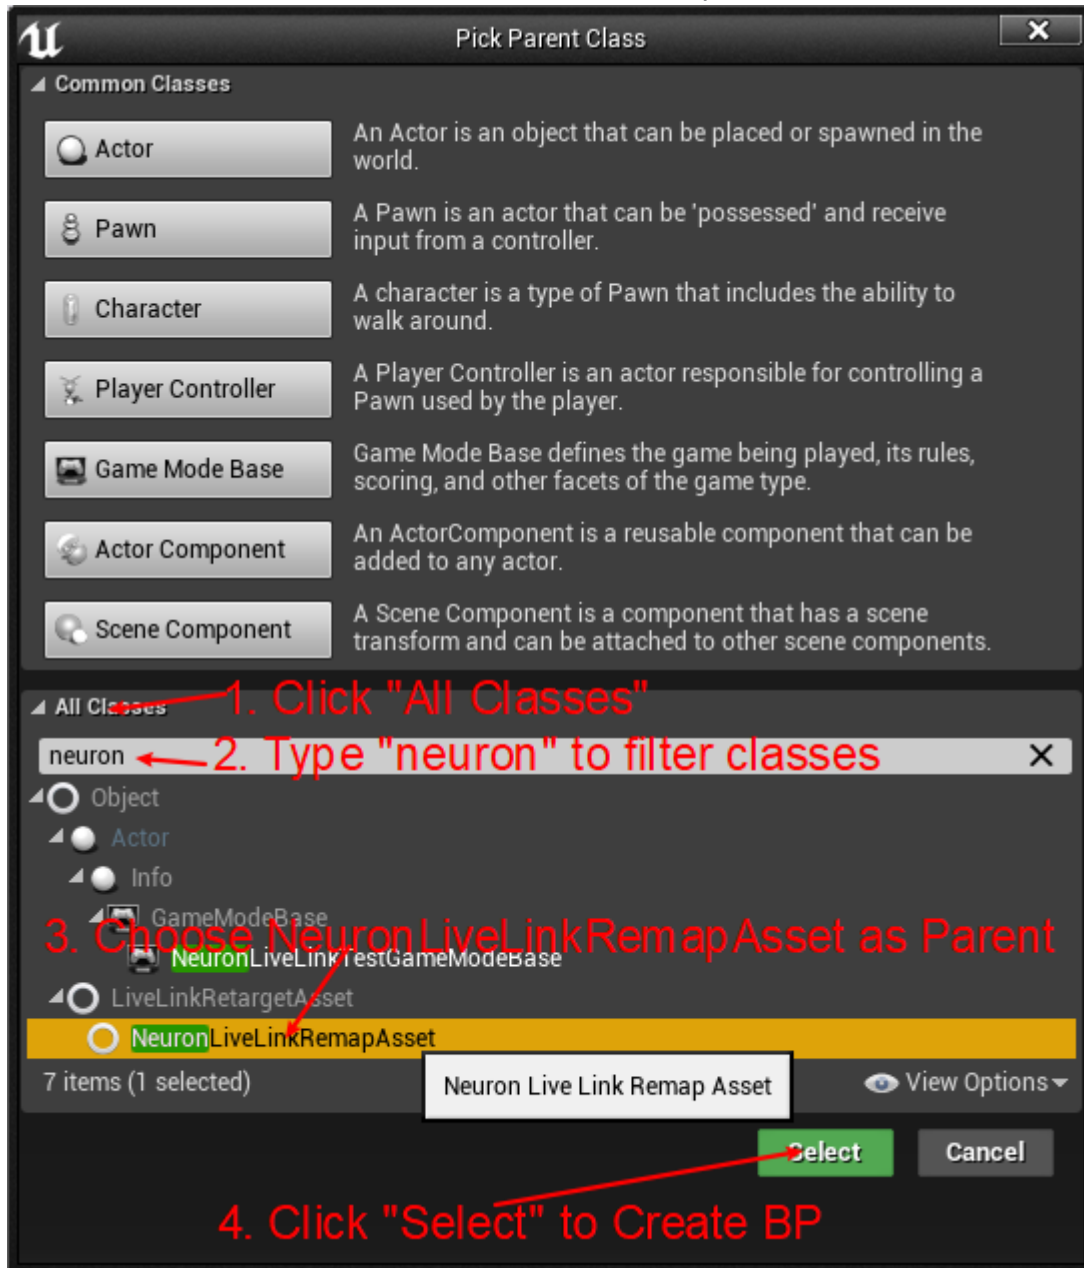 Pick Parent Class
Common Classes
Actor
An Actor is an object that can be placed or spawned in the
world.
Pawn
A Pawn is an actor that can be 'possessed' and receive
input from a controller.
Character
A character is a type of Pawn that includes the ability to
walk around.
Player Controller
A Player Controller is an actor responsible for controlling a
Pawn used by the player.
Game Mode Base
Game Mode Base defines the game being played, its rules,
scoring, and other facets of the game type.
Actor Component
An ActorComponent is a reusable component that can be
added to any actor.
Scene Component
A Scene Component is a component that has a scene
transform and can be attached to other scene components.
All Classes
1. Click "All Classes"
neuron
2. Type "neuron" to filter classes
Object
Actor
Info
GameModeBase
3. Choose NeuronLiveLinkRemapAsset as Parent
NeuronLiveLinkTestGameModeBase
LiveLinkRetargetAsset
NeuronLiveLinkRemapAsset
7 items (1 selected)
Neuron Live Link Remap Asset
View Options
Select
Cancel
4. Click "Select" to Create BP